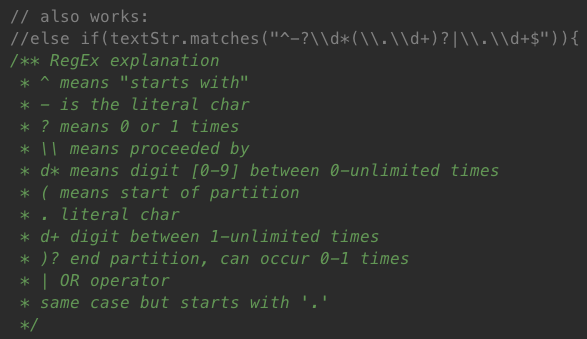 // also works:
//else if(textStr.matches("^-?\\d*(\\.\\d+)?|\\.\\d+$")){
/** RegEx explanation
* ^ means "starts with"
* - is the literal char
* ? means 0 or 1 times
* \\ means proceeded by
* d* means digit [0-9] between 0-unlimited times
* ( means start of partition
* . literal char
* d+ digit between 1-unlimited times
* )? end partition, can occur 0-1 times
* | OR operator
* same case but starts with '.'
*/